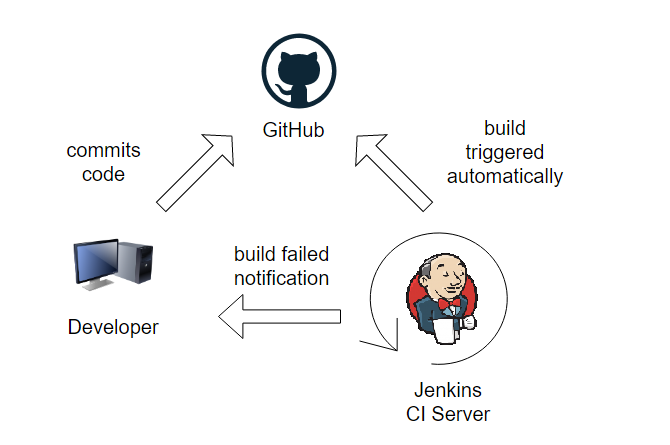 GitHub
commits
code
build
triggered
automatically
build failed
notification
Developer
Jenkins
CI Server